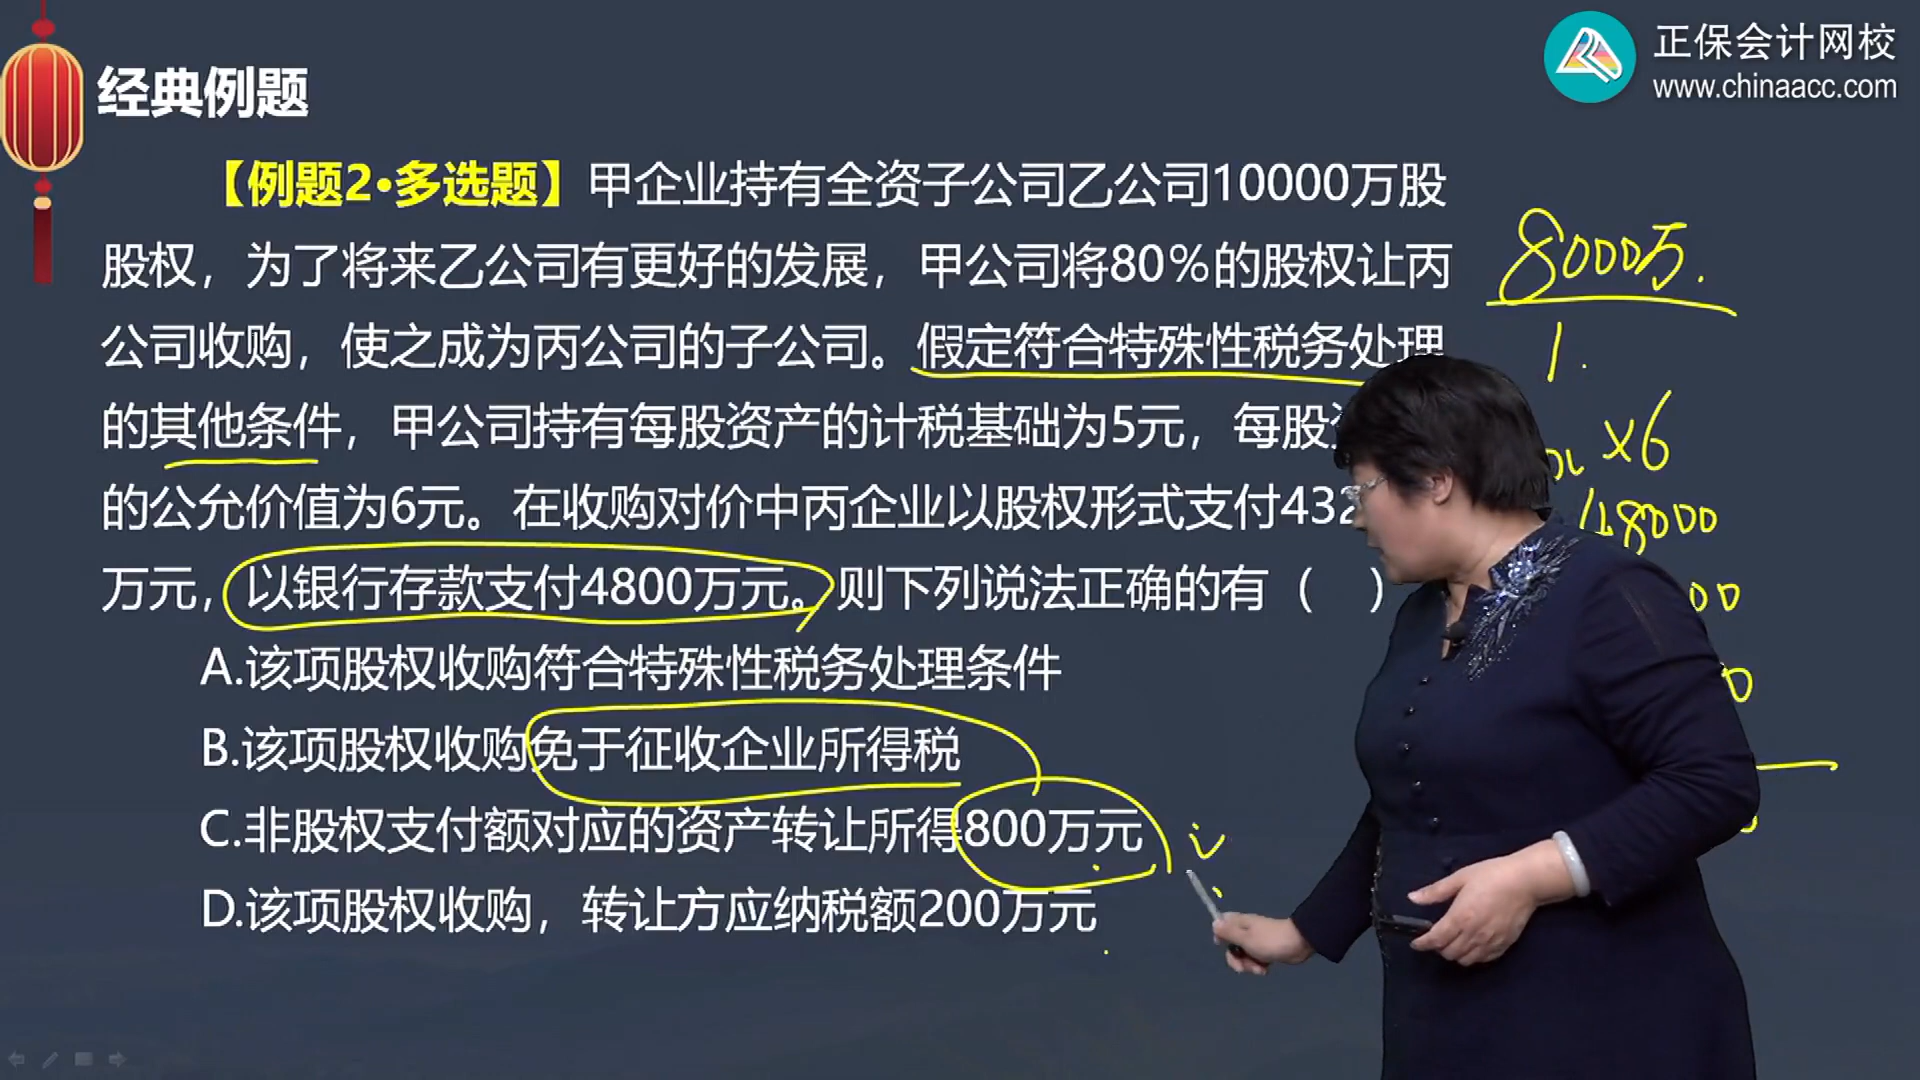 正保会计网校
www.chinaacc.com
经典例题
【例题2•多选题】甲企业持有全资子公司乙公司10000万股
股权，为了将来乙公司有更好的发展，甲公司将80%的股权让丙
公司收购，使之成为丙公司的子公司。假定符合特殊性税务处理
的其他条件，甲公司持有每股资产的计税基础为5元，每股
的公允价值为6元。在收购对价中丙企业以股权形式支付432
万元，以银行存款支付4800万元。则下列说法正确的有（ ）
A.该项股权收购符合特殊性税务处理条件
B.该项股权收购免于征收企业所得税
C.非股权支付额对应的资产转让所得800万元
D.该项股权收购，转让方应纳税额200万元
8000万.
1.
×6
48000